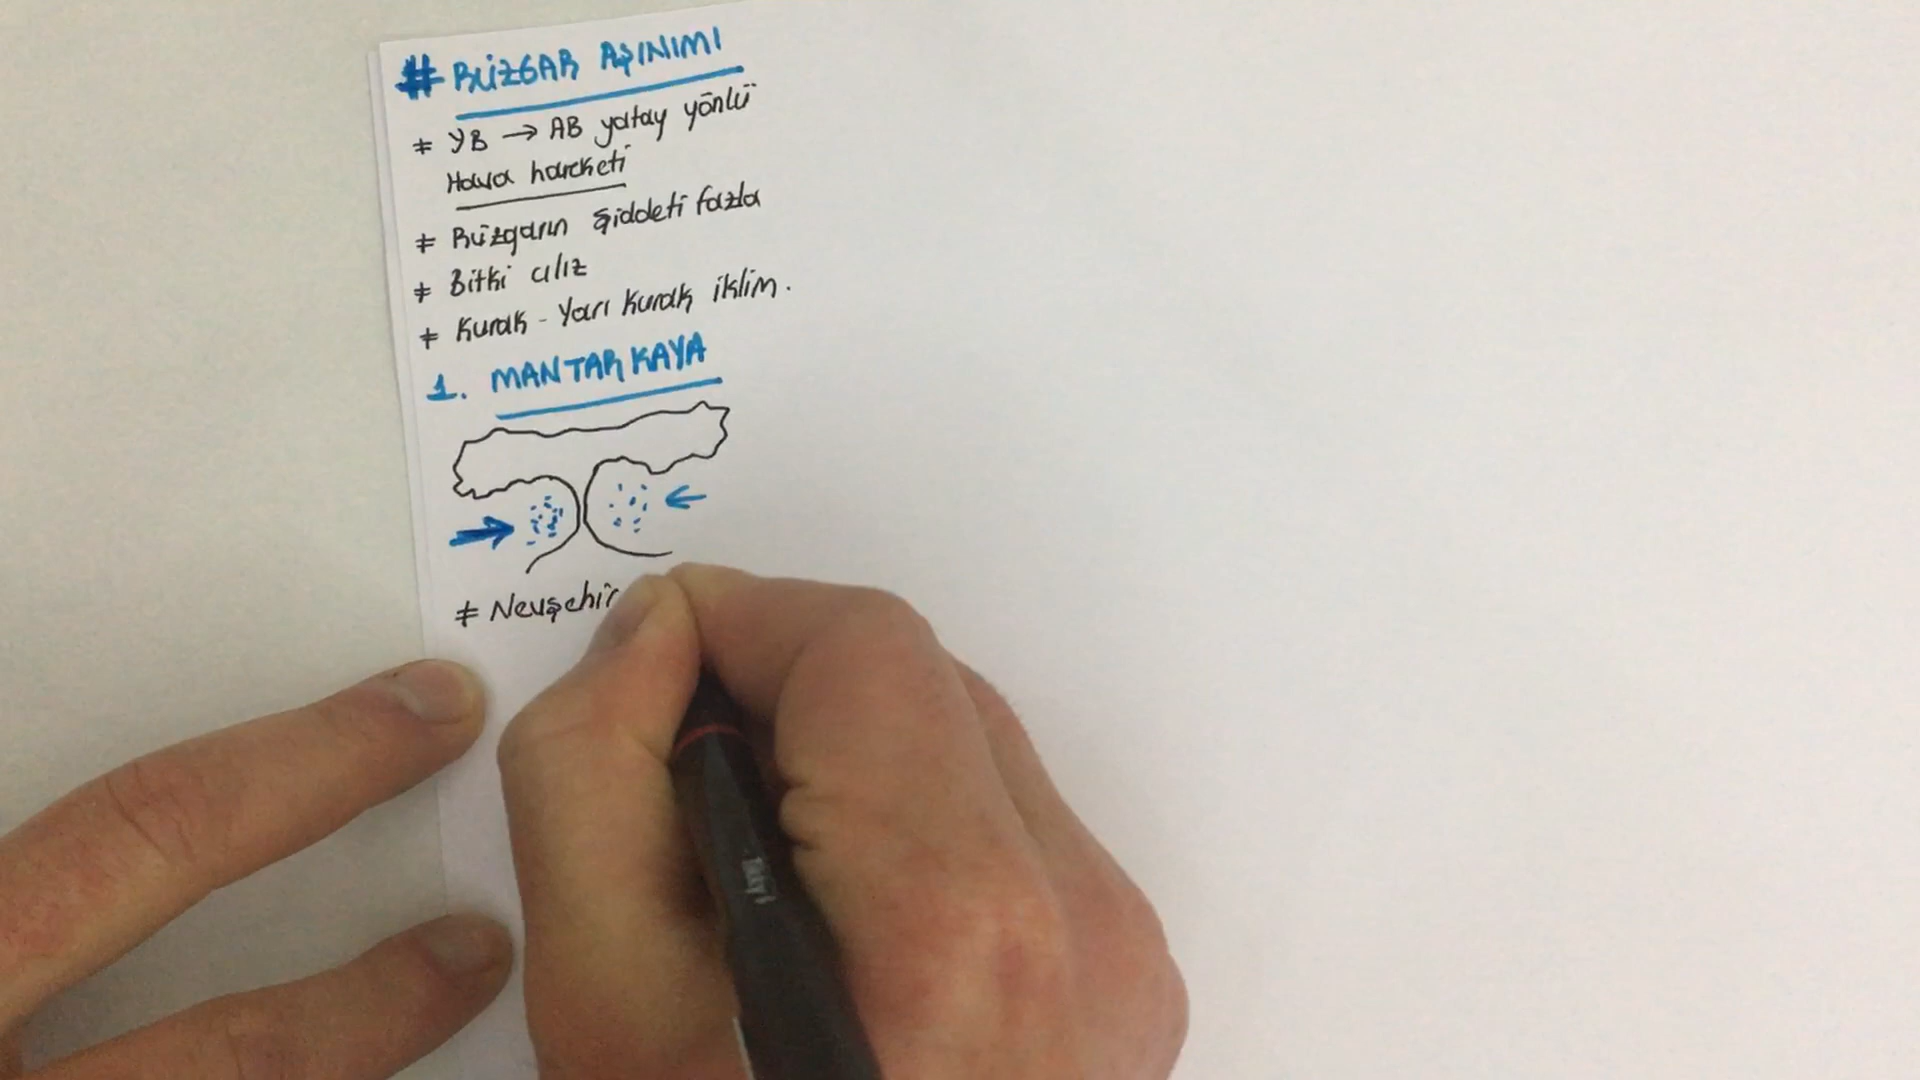 # RÜZGAR AŞINIMI
* YB → AB yatay yönlü
Hava hareketi
* Rüzgarın şiddeti fazla
* Bitki cılız
* Kurak - Yarı Kurak iklim.
1. MANTAR KAYA
* Nevşehir
Tikky